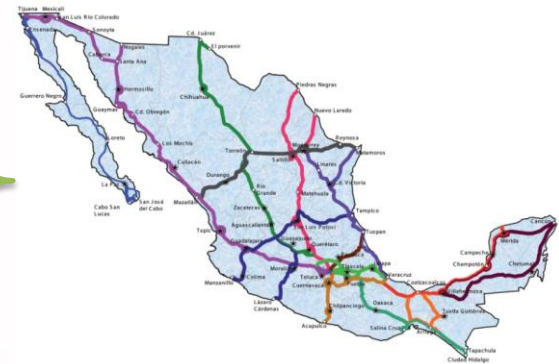 Tijuana Mexicali
San Luis Río Colorado
Ensenada
Sonoyta
Nogales
Caborca
Santa Ana
Cd. Juárez
El porvenir
Hermosillo
Chihuahua
Piedras Negras
Guerrero Negro
Guaymas
Cd. Obregón
Nuevo Laredo
Loreto
Los Mochis
Reynosa
Monterrey
Matamoros
Torreón
Saltillo
Linares
Culiacán
Durango
Cd. Victoria
La Paz
San José
del Cabo
Cabo San
Lucas
Mazatlán
Río
Grande
Matehuala
Zacatecas
Tampico
Aguascalientes
San Luis Potosí
Tepic
Tuxpan
Cancún
Guadalajara
Querétaro
Mérida
Campeche
Colima
Morelia
Xalapa
Champotón
Chetumal
Manzanillo
Toluca
Tlaxcala
Veracruz
Coatzacoalcos
Cuernavaca
Puebla
Villahermosa
Lázaro
Cárdenas
Chilpancingo
Oaxaca
Tuxtla Gutiérrez
Acapulco
Salina Cruz
Arriaga
Tapachula
Ciudad Hidalgo